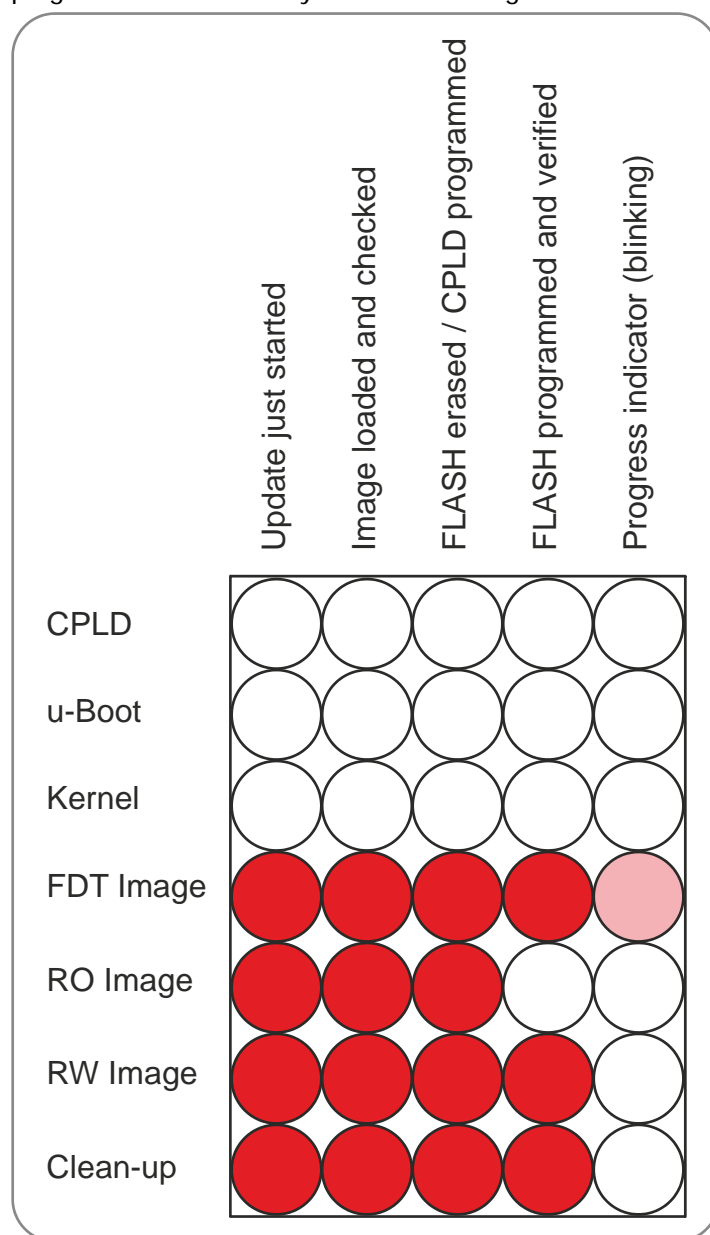 Update just started
Image loaded and checked
FLASH erased / CPLD programmed
FLASH programmed and verified
Progress indicator (blinking)
CPLD
u-Boot
Kernel
FDT Image
RO Image
RW Image
Clean-up